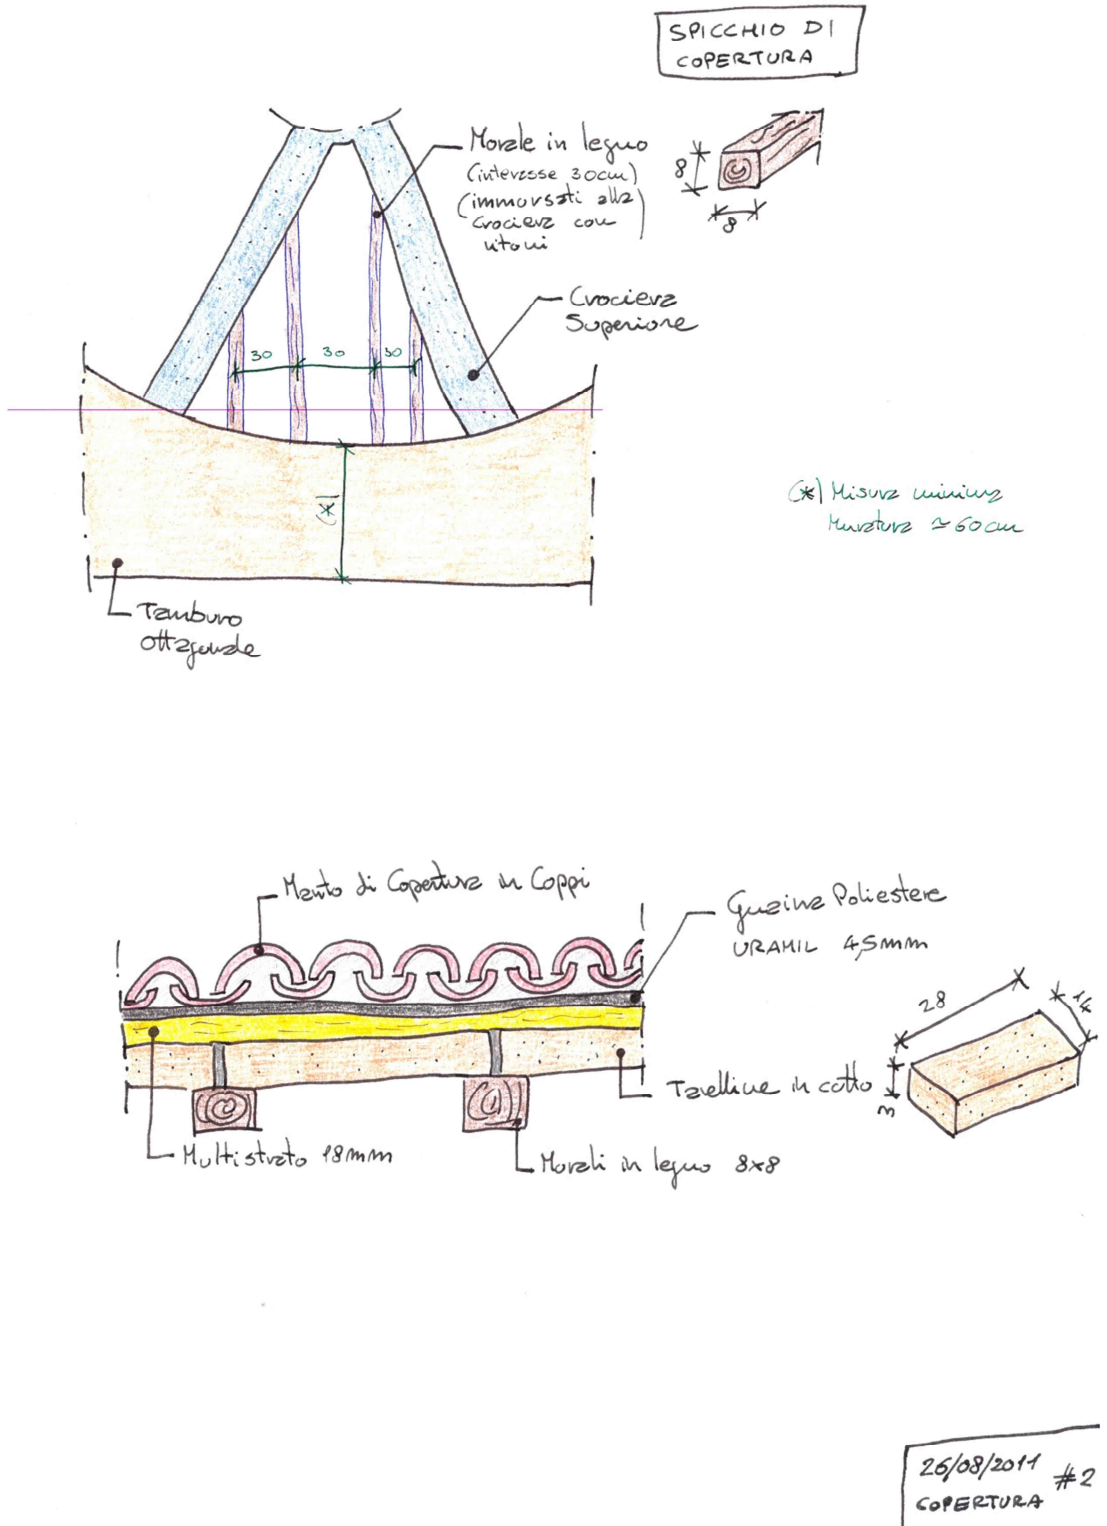 SPICCHIO DI
COPERTURA
Morale in legno
(interasse 30cm)
(immorsati alla
crociera con
ritoni)
8
8
Crociera
Superiore
30
30
30
(*)
(*) Misura minima
Muratura ≃ 60cm
Tamburo
Ottagonale
Manto di Copertura in Coppi
Guaina Poliestere
URAMIL 4,5mm
28
14
3
Tavelline in cotto
Multistrato 18mm
Morali in legno 8x8
26/08/2011
#2
COPERTURA